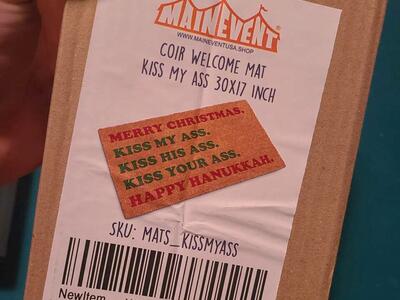 MAINEVENT
WWW.MAINEVENTUSA.SHOP
COIR WELCOME MAT
KISS MY ASS 30X17 INCH
MERRY CHRISTMAS.
KISS MY ASS.
KISS HIS ASS.
KISS YOUR ASS.
HAPPY HANUKKAH.
SKU: MATS_KISSMYASS
NewItem